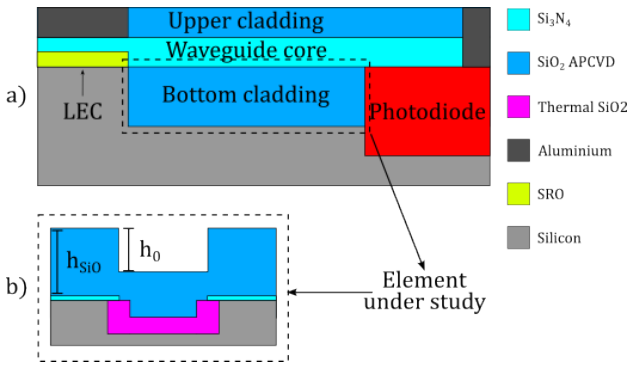 Upper cladding
Waveguide core
a)
LEC
Bottom cladding
Photodiode
Si₃N₄
SiO₂ APCVD
Thermal SiO2
Aluminium
SRO
Silicon
b)
hSiO
h₀
Element
under study